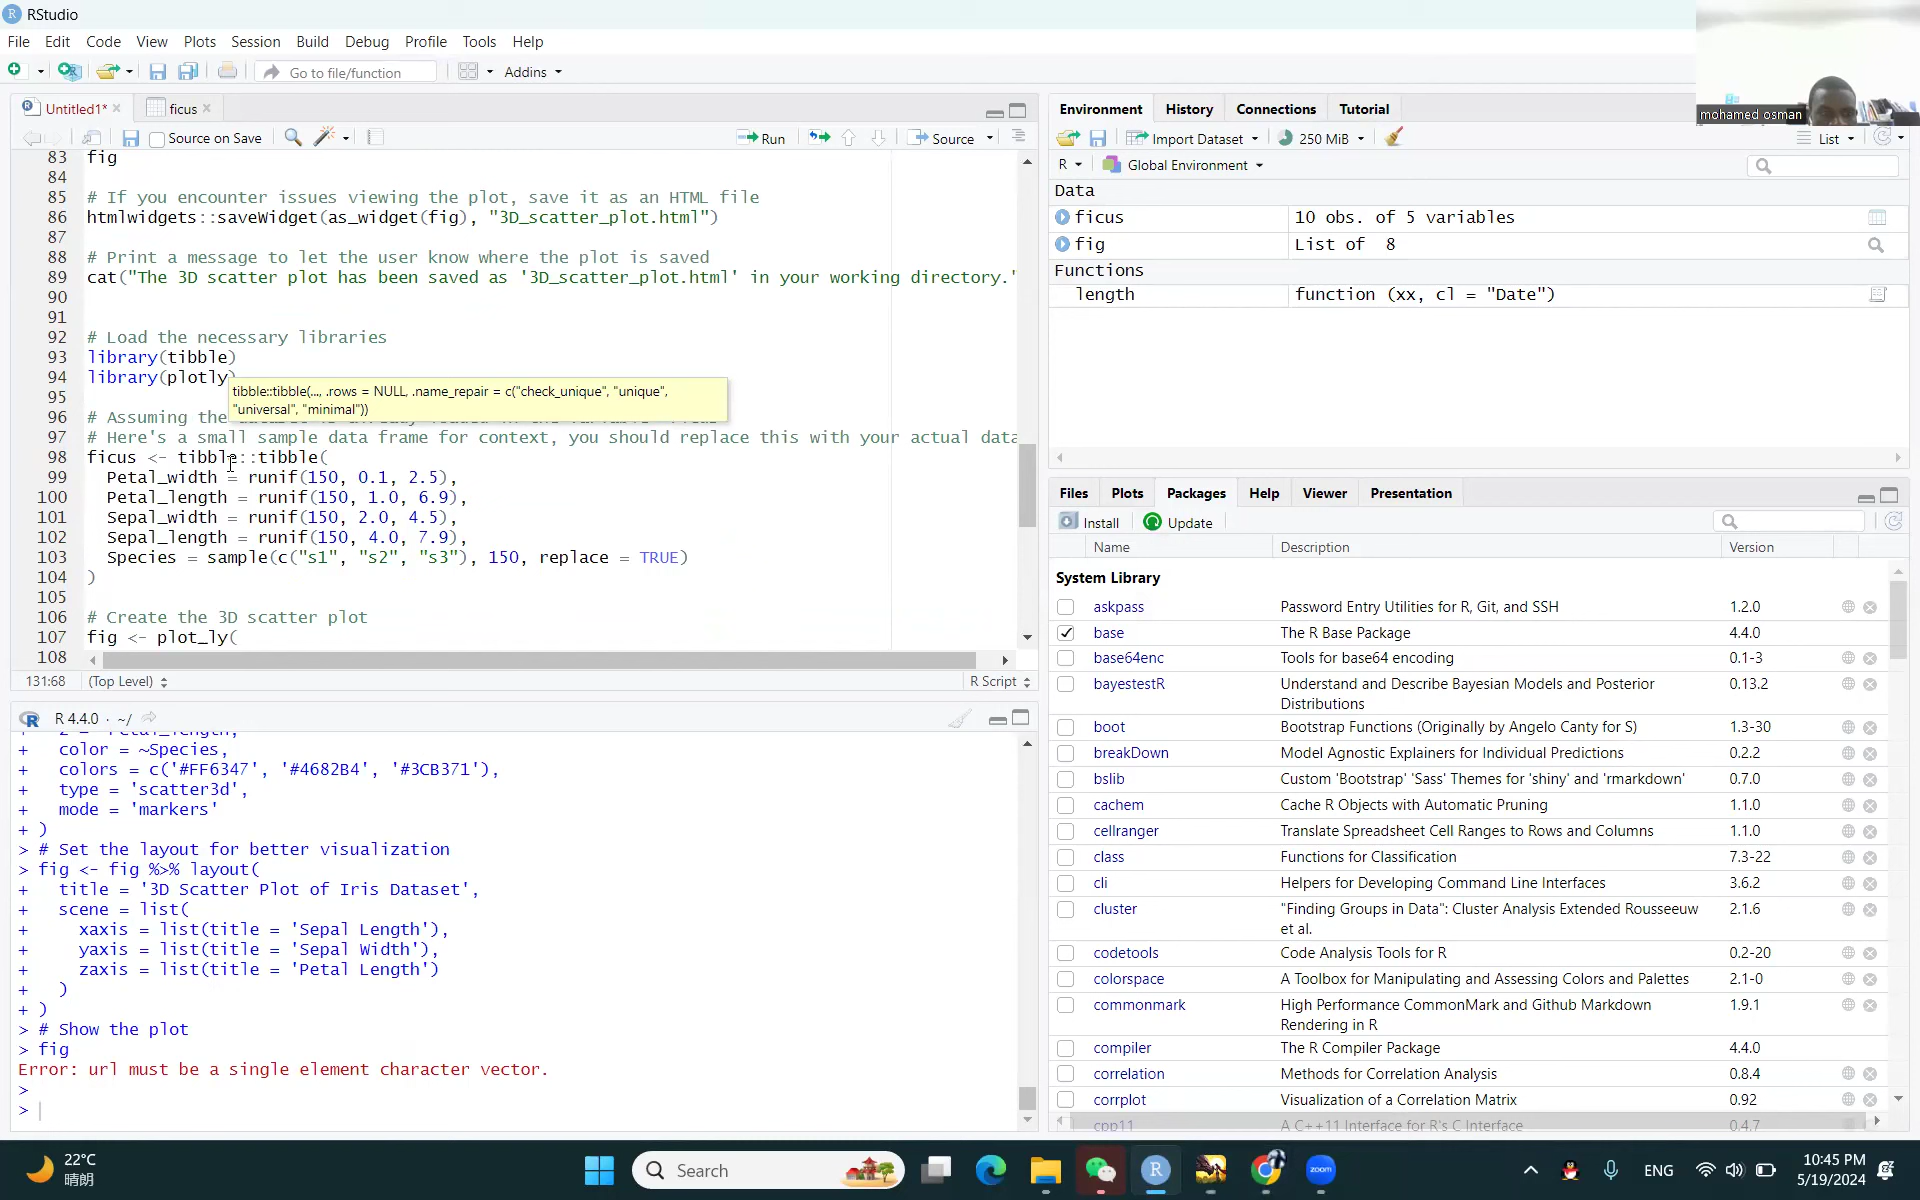 RStudio
File Edit Code View Plots Session Build Debug Profile Tools Help
Go to file/function Addins
mohamed osman
Untitled1* ficus
Source on Save Run Source
83 fig
84
85 # If you encounter issues viewing the plot, save it as an HTML file
86 htmlwidgets::saveWidget(as_widget(fig), "3D_scatter_plot.html")
87
88 # Print a message to let the user know where the plot is saved
89 cat("The 3D scatter plot has been saved as '3D_scatter_plot.html' in your working directory."
90
91
92 # Load the necessary libraries
93 library(tibble)
94 library(plotly)
tibble::tibble(..., .rows = NULL, .name_repair = c("check_unique", "unique",
"universal", "minimal"))
95
96 # Assuming the
97 # Here's a small sample data frame for context, you should replace this with your actual data
98 ficus <- tibble::tibble(
99 Petal_width = runif(150, 0.1, 2.5),
100 Petal_length = runif(150, 1.0, 6.9),
101 Sepal_width = runif(150, 2.0, 4.5),
102 Sepal_length = runif(150, 4.0, 7.9),
103 Species = sample(c("s1", "s2", "s3"), 150, replace = TRUE)
104 )
105
106 # Create the 3D scatter plot
107 fig <- plot_ly(
108
131:68 (Top Level) R Script
R 4.4.0 · ~/
+ color = ~Species,
+ colors = c('#FF6347', '#4682B4', '#3CB371'),
+ type = 'scatter3d',
+ mode = 'markers'
+ )
> # Set the layout for better visualization
> fig <- fig %>% layout(
+ title = '3D Scatter Plot of Iris Dataset',
+ scene = list(
+ xaxis = list(title = 'Sepal Length'),
+ yaxis = list(title = 'Sepal Width'),
+ zaxis = list(title = 'Petal Length')
+ )
+ )
> # Show the plot
> fig
Error: url must be a single element character vector.
>
>
Environment History Connections Tutorial
Import Dataset 250 MiB List
R Global Environment
Data
ficus 10 obs. of 5 variables
fig List of 8
Functions
length function (xx, cl = "Date")
Files Plots Packages Help Viewer Presentation
Install Update
Name Description Version
System Library
askpass Password Entry Utilities for R, Git, and SSH 1.2.0
base The R Base Package 4.4.0
base64enc Tools for base64 encoding 0.1-3
bayestestR Understand and Describe Bayesian Models and Posterior 0.13.2
Distributions
boot Bootstrap Functions (Originally by Angelo Canty for S) 1.3-30
breakDown Model Agnostic Explainers for Individual Predictions 0.2.2
bslib Custom 'Bootstrap' 'Sass' Themes for 'shiny' and 'rmarkdown' 0.7.0
cachem Cache R Objects with Automatic Pruning 1.1.0
cellranger Translate Spreadsheet Cell Ranges to Rows and Columns 1.1.0
class Functions for Classification 7.3-22
cli Helpers for Developing Command Line Interfaces 3.6.2
cluster "Finding Groups in Data": Cluster Analysis Extended Rousseeuw 2.1.6
et al.
codetools Code Analysis Tools for R 0.2-20
colorspace A Toolbox for Manipulating and Assessing Colors and Palettes 2.1-0
commonmark High Performance CommonMark and Github Markdown 1.9.1
Rendering in R
compiler The R Compiler Package 4.4.0
correlation Methods for Correlation Analysis 0.8.4
corrplot Visualization of a Correlation Matrix 0.92
cpp11 A C++11 Interface for R's C Interface 0.4.7
22°C
晴朗
Search
zoom
ENG
10:45 PM
5/19/2024